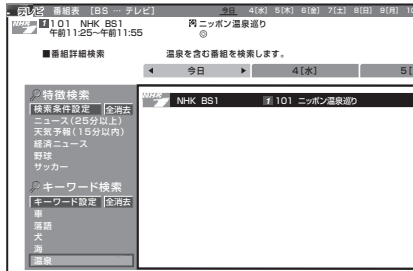 テレビ 番組表 [BS … テレビ] 今日 4[水] 5[木] 6[金] 7[土] 8[日] 9[月] 10
1 101 NHK BS1 ニッポン温泉巡り
午前11:25~午前11:55 ◎
■番組詳細検索 温泉を含む番組を検索します。
◀ 今日 ▶ 4[水] 5[
特徴検索
検索条件設定 全消去
ニュース(25分以上)
天気予報(15分以内)
経済ニュース
野球
サッカー
キーワード検索
キーワード設定 全消去
車
落語
犬
海
温泉
NHK BS1 1 101 ニッポン温泉巡り